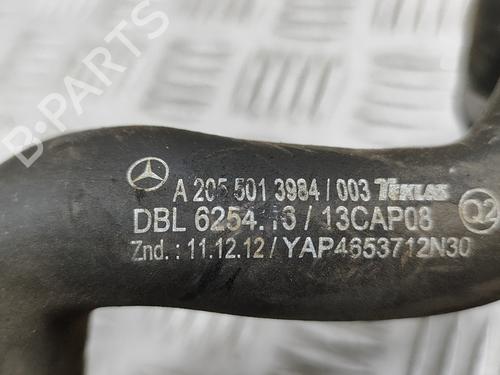 B-PARTS
A 205 501 3984 / 003 TEKLAS
DBL 6254.13 / 13CAP08 Q2
Znd. : 11.12.12 / YAP4653712N30